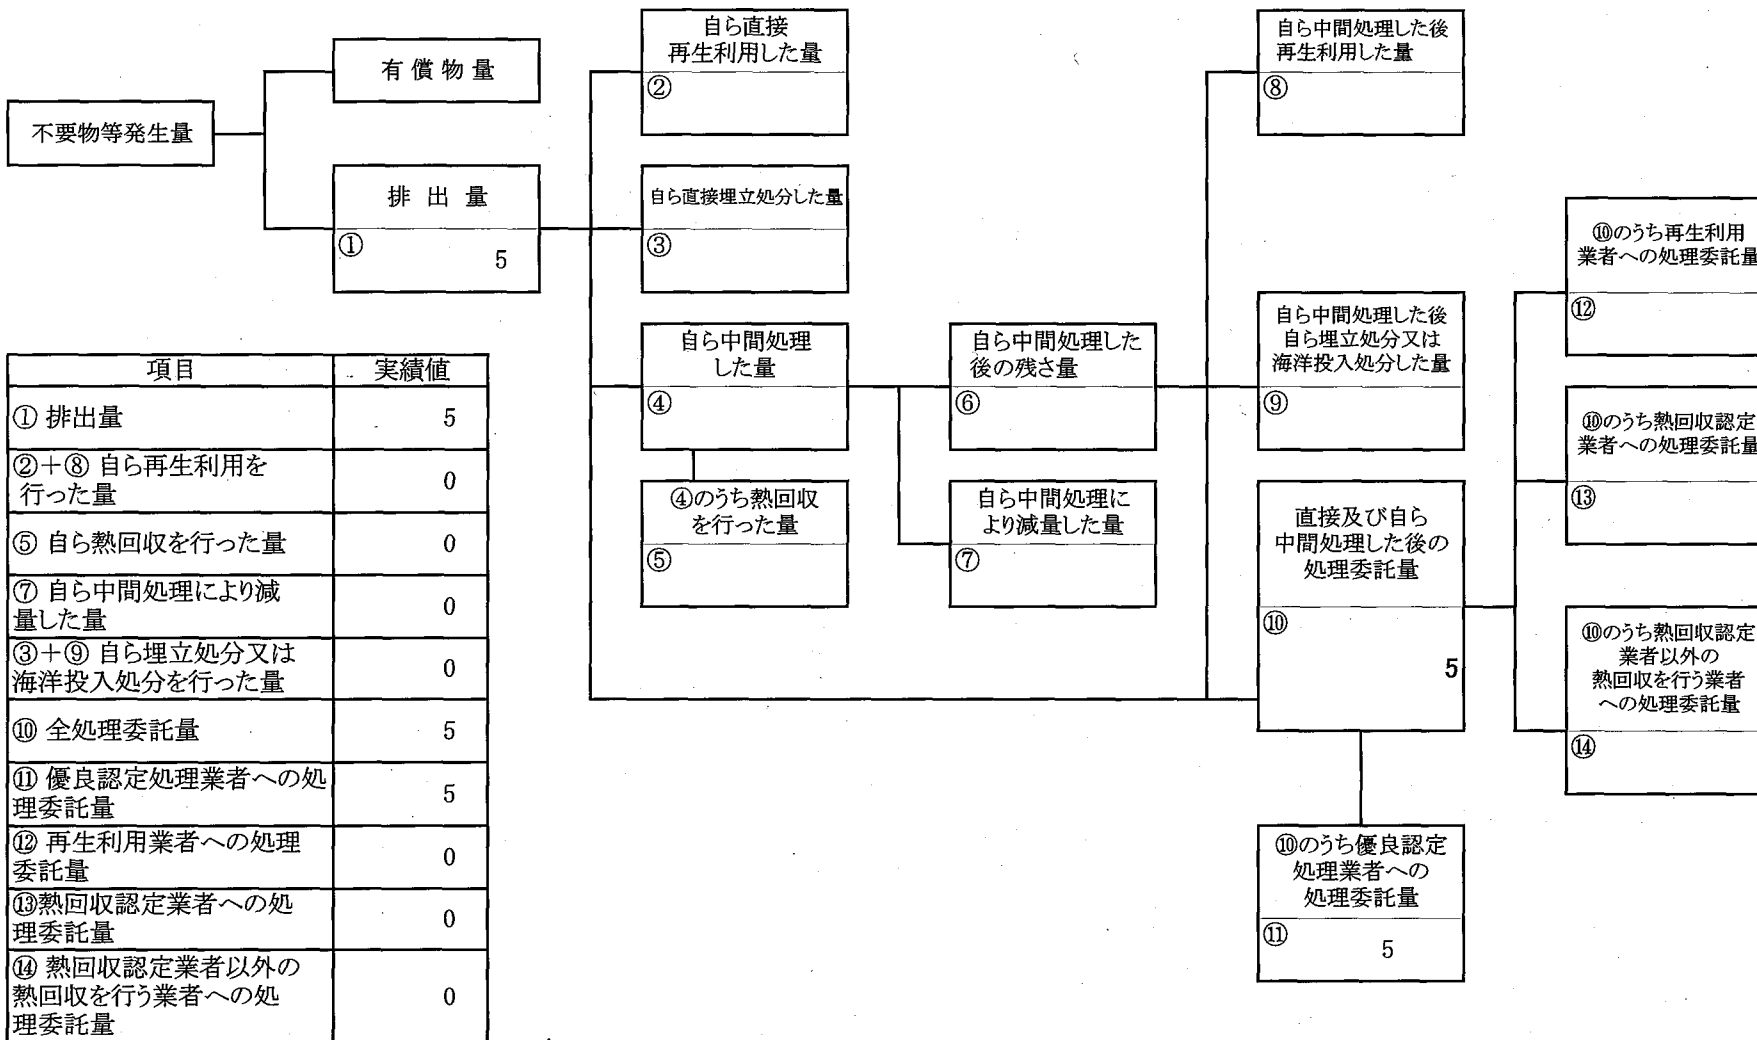 不要物等発生量
有償物量
排出量
①
5
自ら直接
再生利用した量
②
自ら直接埋立処分した量
③
自ら中間処理
した量
④
④のうち熱回収
を行った量
⑤
自ら中間処理した
後の残さ量
⑥
自ら中間処理に
より減量した量
⑦
自ら中間処理した後
再生利用した量
⑧
自ら中間処理した後
自ら埋立処分又は
海洋投入処分した量
⑨
直接及び自ら
中間処理した後の
処理委託量
⑩
5
⑩のうち優良認定
処理業者への
処理委託量
⑪
5
⑩のうち再生利用
業者への処理委託量
⑫
⑩のうち熱回収認定
業者への処理委託量
⑬
⑩のうち熱回収認定
業者以外の
熱回収を行う業者
への処理委託量
⑭
項目 実績値
① 排出量 5
②+⑧ 自ら再生利用を
行った量 0
⑤ 自ら熱回収を行った量 0
⑦ 自ら中間処理により減
量した量 0
③+⑨ 自ら埋立処分又は
海洋投入処分を行った量 0
⑩ 全処理委託量 5
⑪ 優良認定処理業者への処
理委託量 5
⑫ 再生利用業者への処理
委託量 0
⑬熱回収認定業者への処
理委託量 0
⑭ 熱回収認定業者以外の
熱回収を行う業者への処
理委託量 0